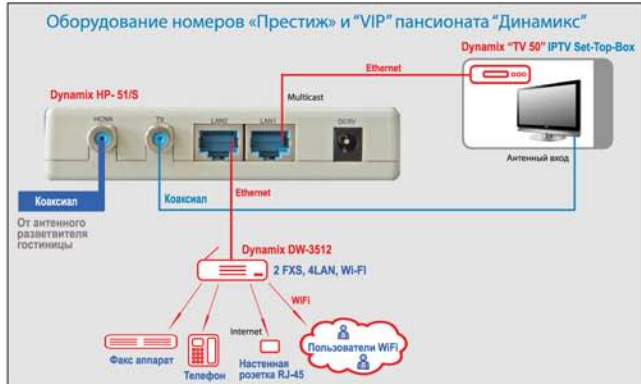 Оборудование номеров «Престиж» и “VIP” пансионата “Динамикс”
Dynamix “TV 50” IPTV Set-Top-Box
Ethernet
Dynamix HP- 51/S
Multicast
HCNA
TV
LAN2
LAN1
DC/5V
Антенный вход
Коаксиал
Коаксиал
Ethernet
От антенного
разветвителя
гостиницы
Dynamix DW-3512
2 FXS, 4LAN, Wi-Fi
WiFi
Internet
Факс аппарат
Телефон
Настенная
розетка RJ-45
Пользователи WiFi